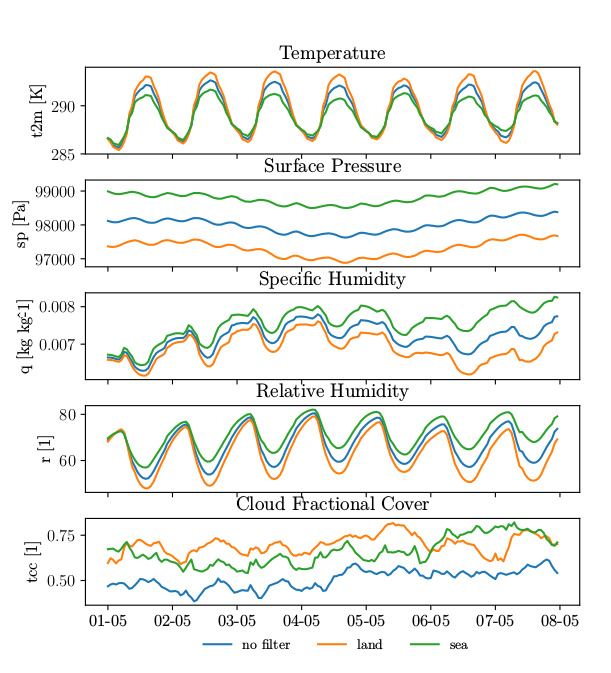 Temperature
t2m [K]
290
285
Surface Pressure
sp [Pa]
99000
98000
97000
Specific Humidity
q [kg kg-1]
0.008
0.007
Relative Humidity
r [1]
80
60
Cloud Fractional Cover
tcc [1]
0.75
0.50
01-05 02-05 03-05 04-05 05-05 06-05 07-05 08-05
no filter land sea